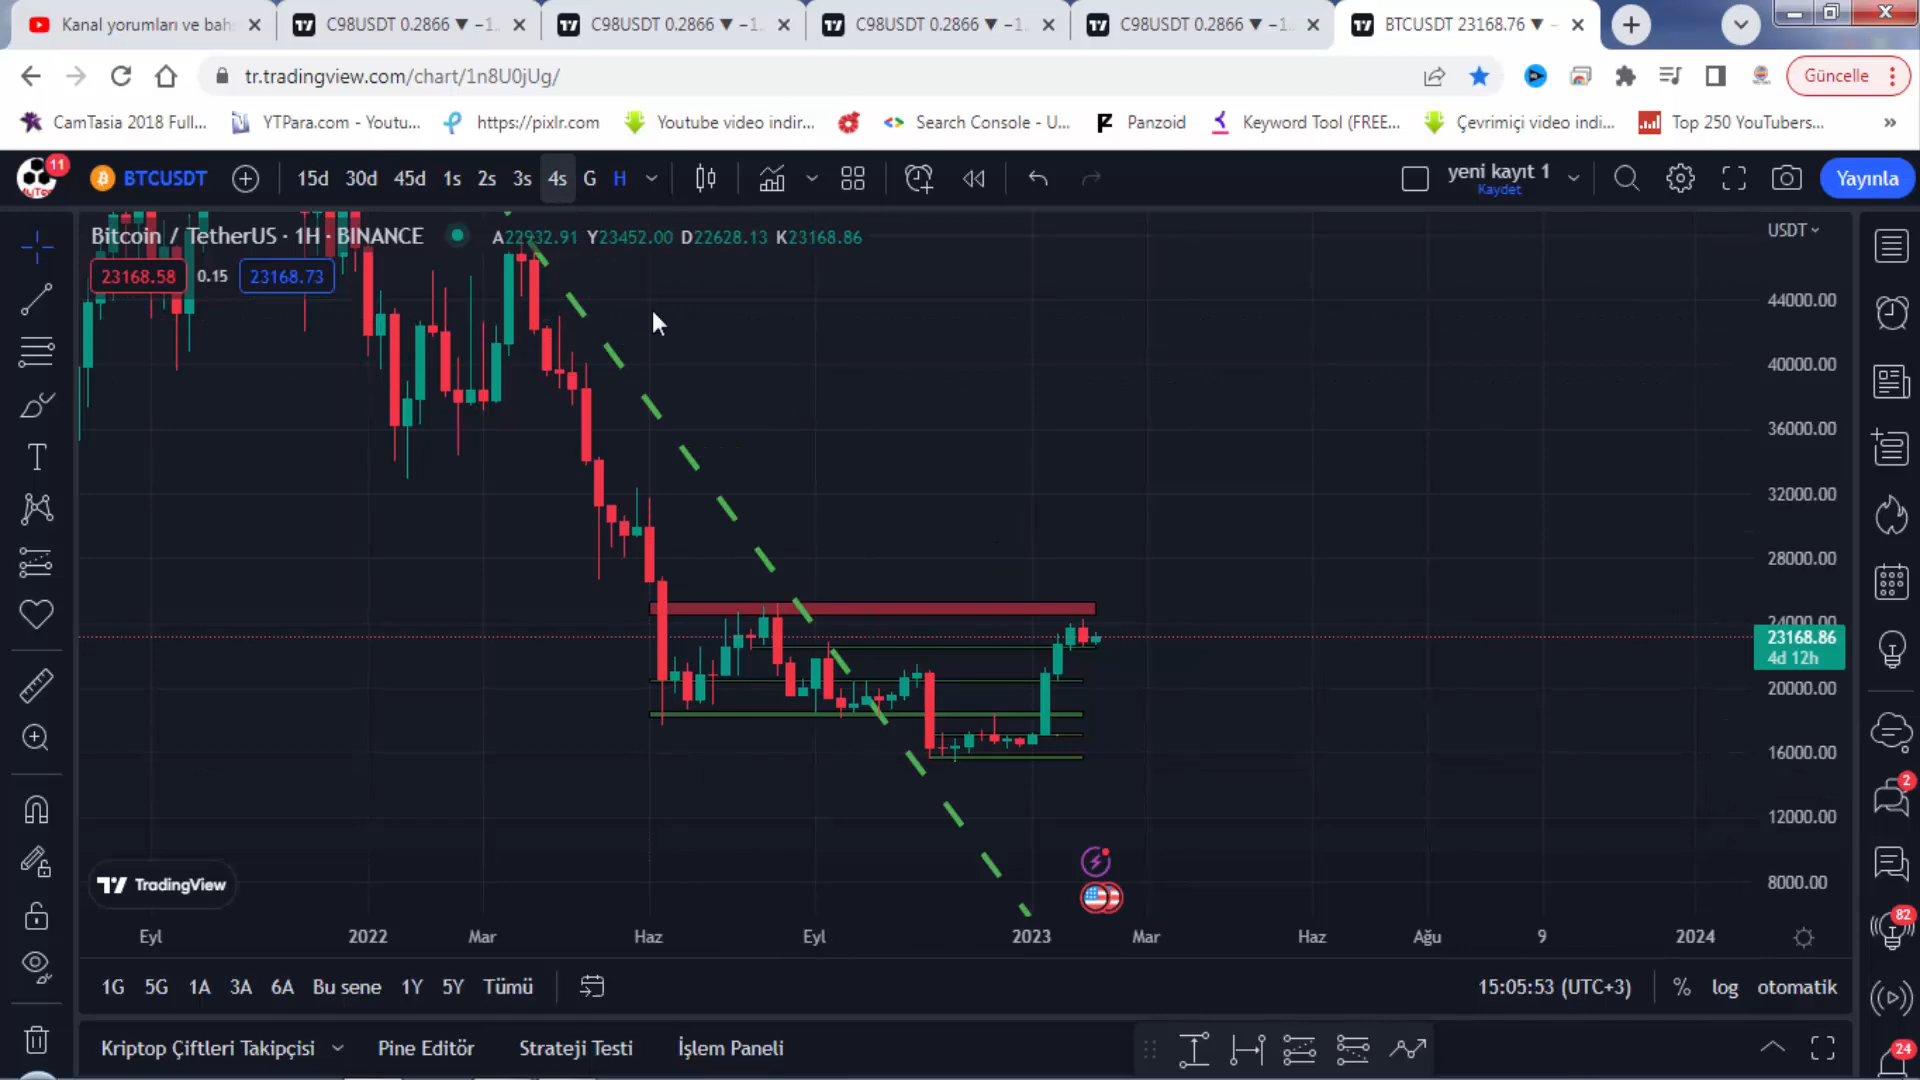 Kanal yorumları ve bahs
C98USDT 0.2866 ▼ −1.
C98USDT 0.2866 ▼ −1.
C98USDT 0.2866 ▼ −1.
C98USDT 0.2866 ▼ −1.
BTCUSDT 23168.76 ▼ −
tr.tradingview.com/chart/1n8U0jUg/
Güncelle
CamTasia 2018 Full...
YTPara.com - Youtu...
https://pixlr.com
Youtube video indir...
Search Console - U...
Panzoid
Keyword Tool (FREE...
Çevrimiçi video indi...
Top 250 YouTubers...
»
11
BTCUSDT
15d 30d 45d 1s 2s 3s 4s G H
yeni kayıt 1
Kaydet
Yayınla
Bitcoin / TetherUS · 1H · BINANCE
A22932.91 Y23452.00 D22628.13 K23168.86
23168.58 0.15 23168.73
USDT
44000.00
40000.00
36000.00
32000.00
28000.00
24000.00
23168.86
4d 12h
20000.00
16000.00
12000.00
8000.00
TradingView
Eyl 2022 Mar Haz Eyl 2023 Mar Haz Ağu 9 2024
1G 5G 1A 3A 6A Bu sene 1Y 5Y Tümü
15:05:53 (UTC+3) % log otomatik
Kriptop Çiftleri Takipçisi Pine Editör Strateji Testi İşlem Paneli
2
82
24